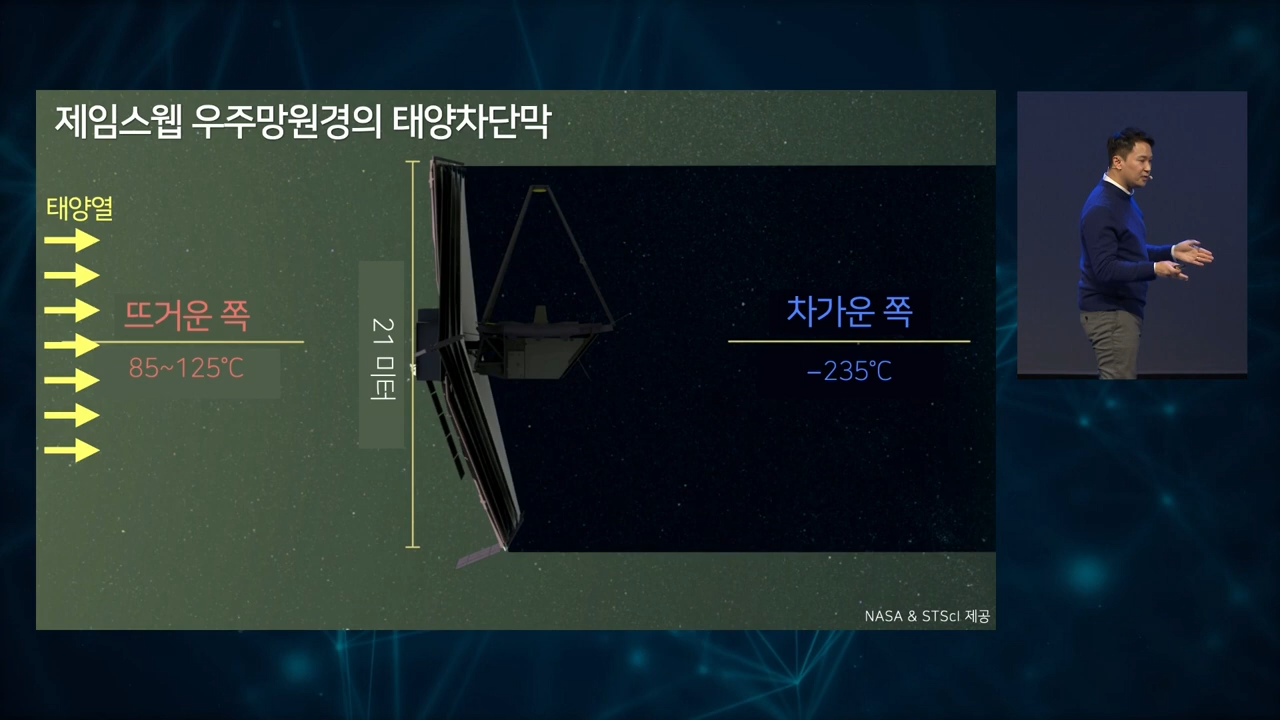 제임스웹 우주망원경의 태양차단막
태양열
뜨거운 쪽
85~125°C
21 미터
차가운 쪽
-235°C
NASA & STScI 제공